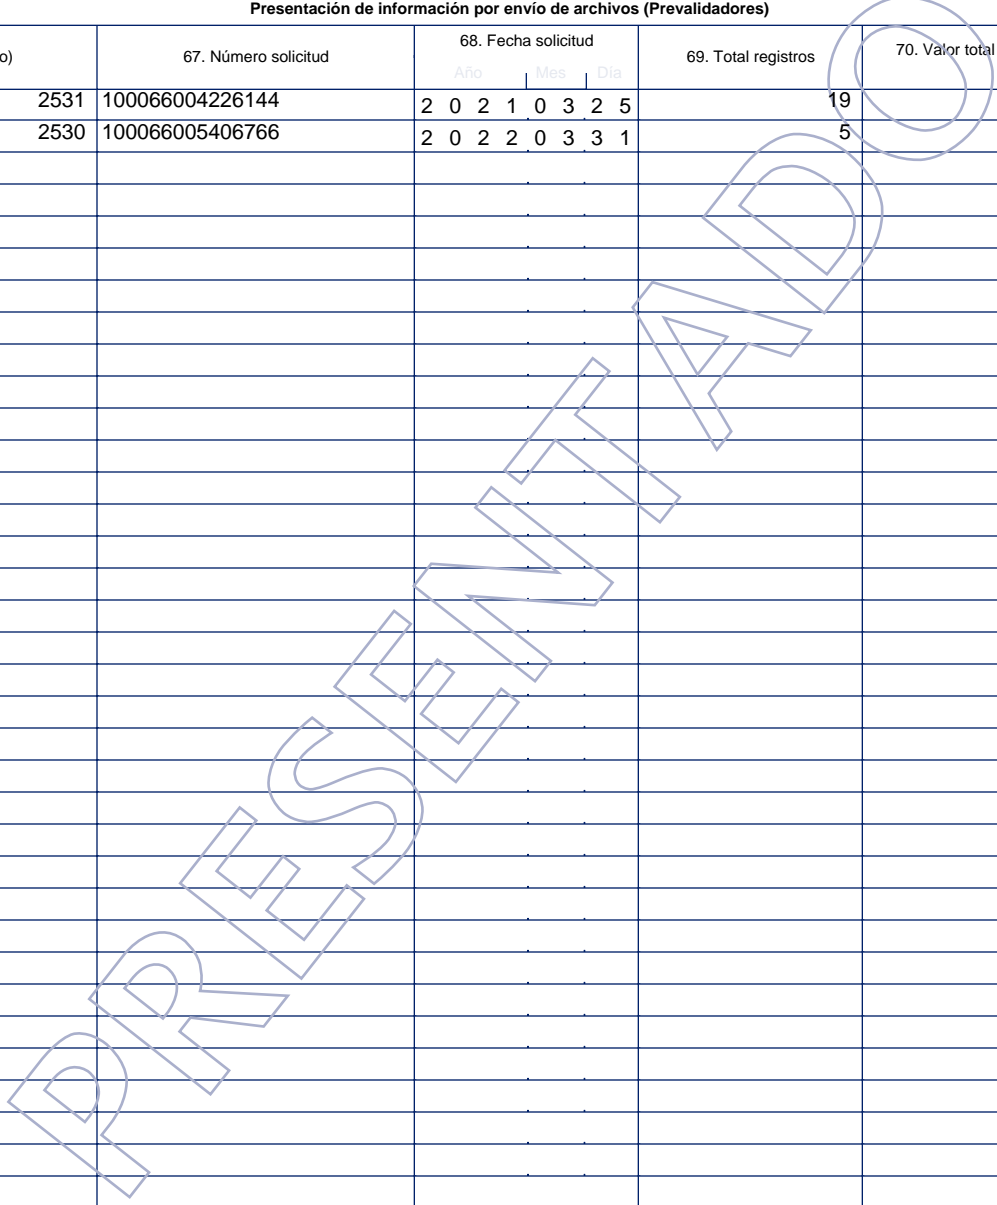 Presentación de información por envío de archivos (Prevalidadores)
o) 67. Número solicitud 68. Fecha solicitud 69. Total registros 70. Valor total
Año Mes Día
2531 100066004226144 2 0 2 1 0 3 2 5 19
2530 100066005406766 2 0 2 2 0 3 3 1 5
PRESENTADO